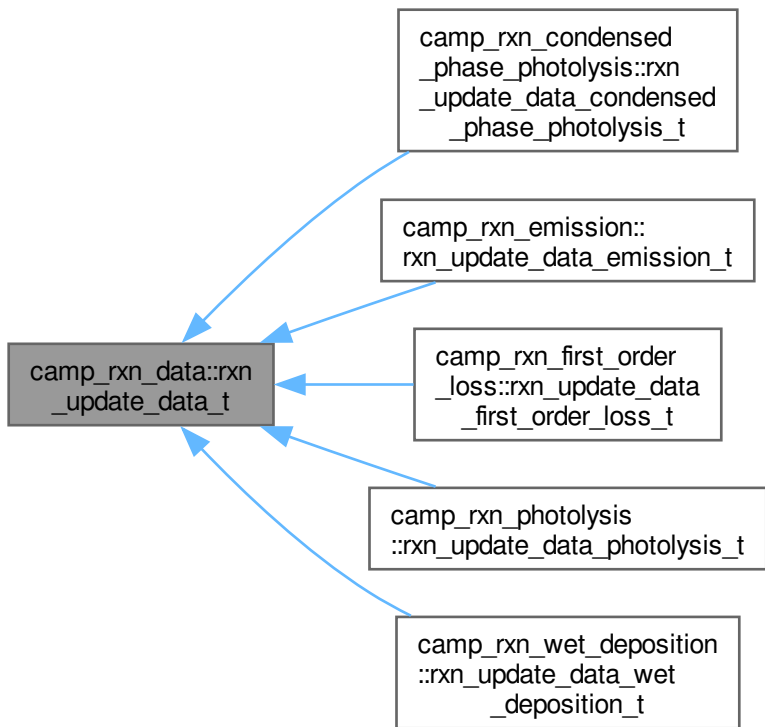 camp_rxn_condensed
_phase_photolysis::rxn
_update_data_condensed
_phase_photolysis_t
camp_rxn_emission::
rxn_update_data_emission_t
camp_rxn_data::rxn
_update_data_t
camp_rxn_first_order
_loss::rxn_update_data
_first_order_loss_t
camp_rxn_photolysis
::rxn_update_data_photolysis_t
camp_rxn_wet_deposition
::rxn_update_data_wet
_deposition_t